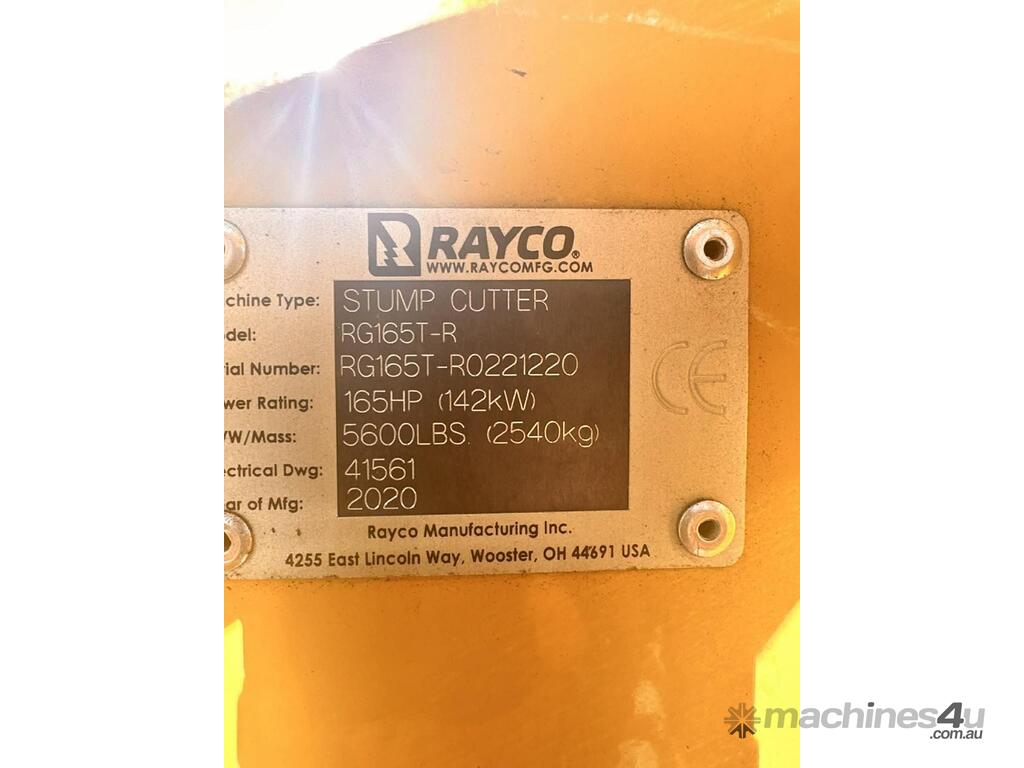 RAYCO®
WWW.RAYCOMFG.COM
achine Type: STUMP CUTTER
del: RG165T-R
rial Number: RG165T-R0221220
wer Rating: 165HP (142kW)
W/Mass: 5600LBS. (2540kg)
ectrical Dwg: 41561
ar of Mfg: 2020
CE
Rayco Manufacturing Inc.
4255 East Lincoln Way, Wooster, OH 44691 USA
machines4u
.com.au